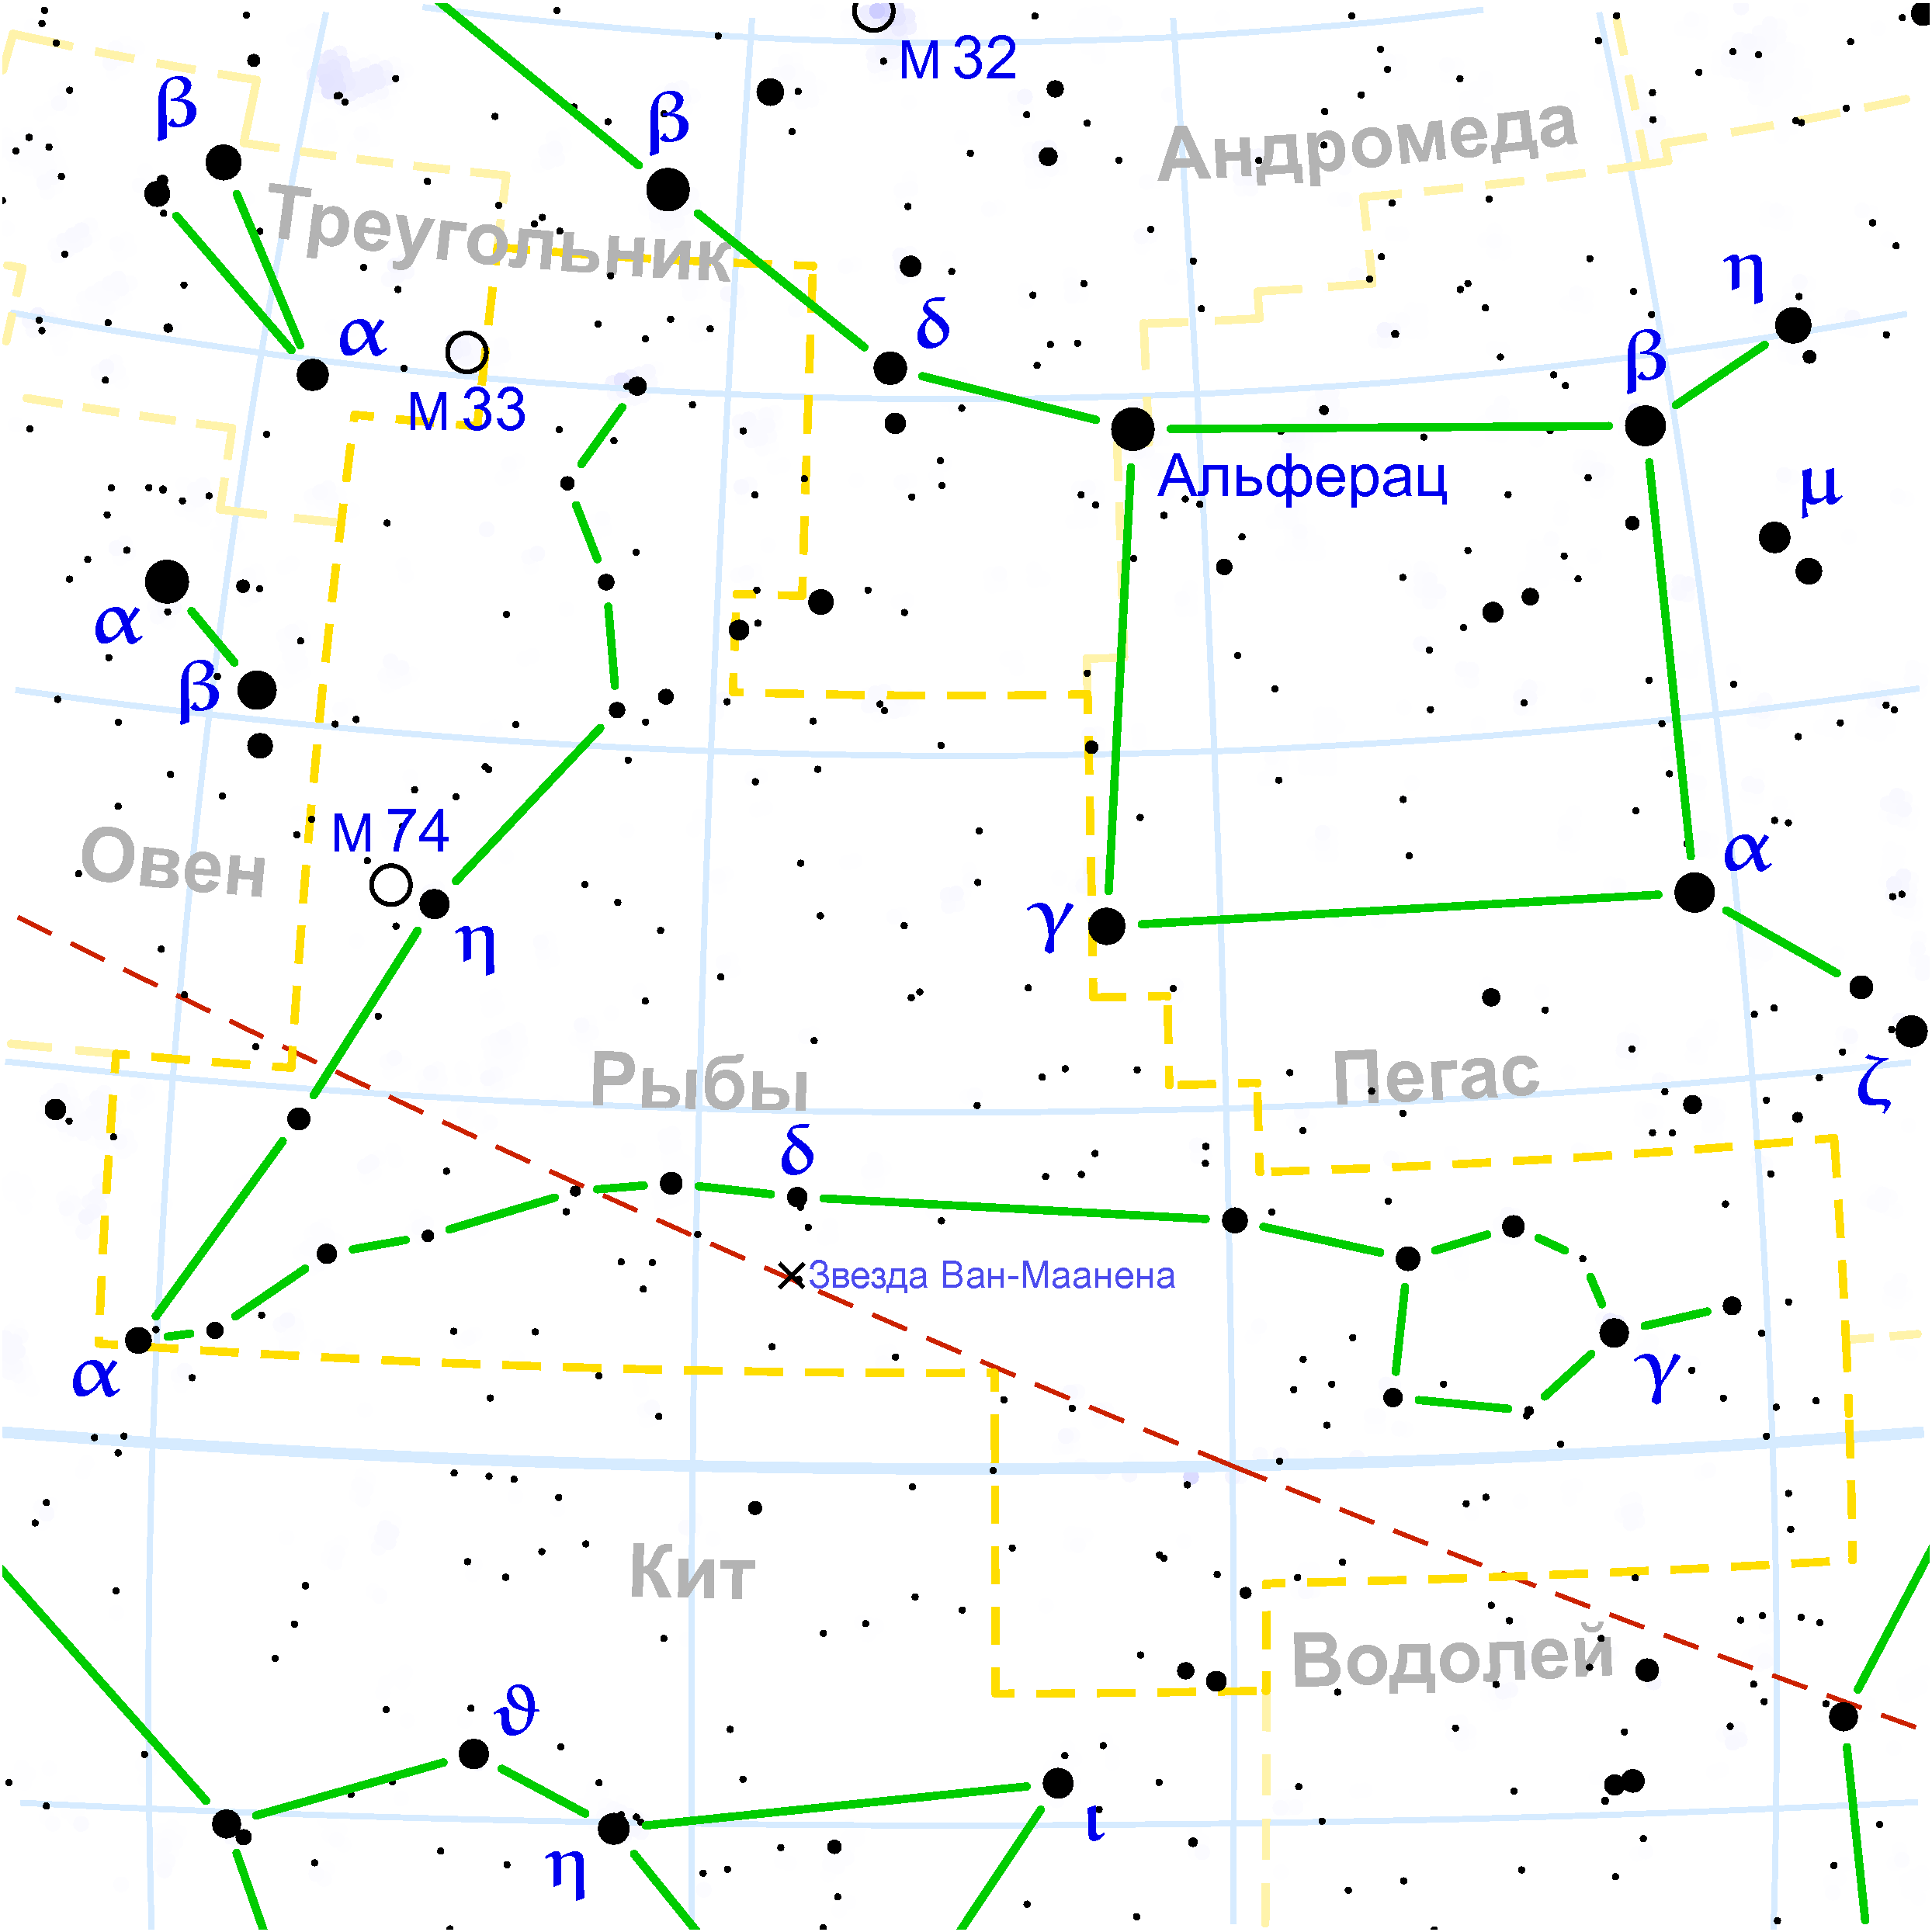 М 32
β
β
Андромеда
Треугольник
η
δ
α
β
М 33
Альферац
μ
α
β
М 74
α
Овен
γ
η
Рыбы
Пегас
ζ
δ
Звезда Ван-Маанена
α
γ
Кит
Водолей
ϑ
ι
η